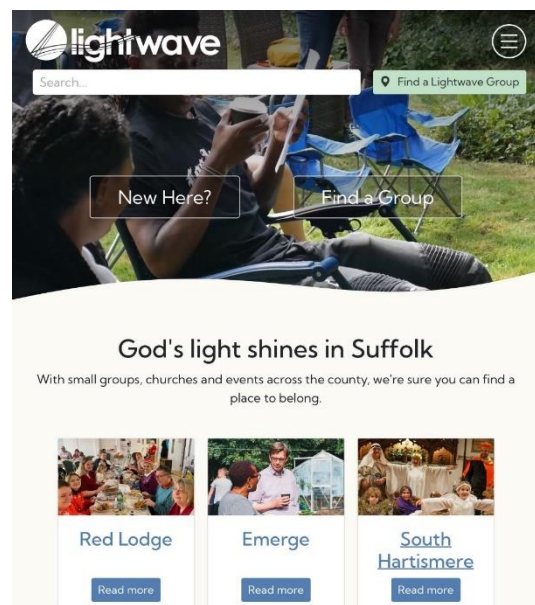 lightwave
Search...
Find a Lightwave Group
New Here?
Find a Group
God's light shines in Suffolk
With small groups, churches and events across the county, we're sure you can find a
place to belong.
Red Lodge
Emerge
South
Hartismere
Read more
Read more
Read more